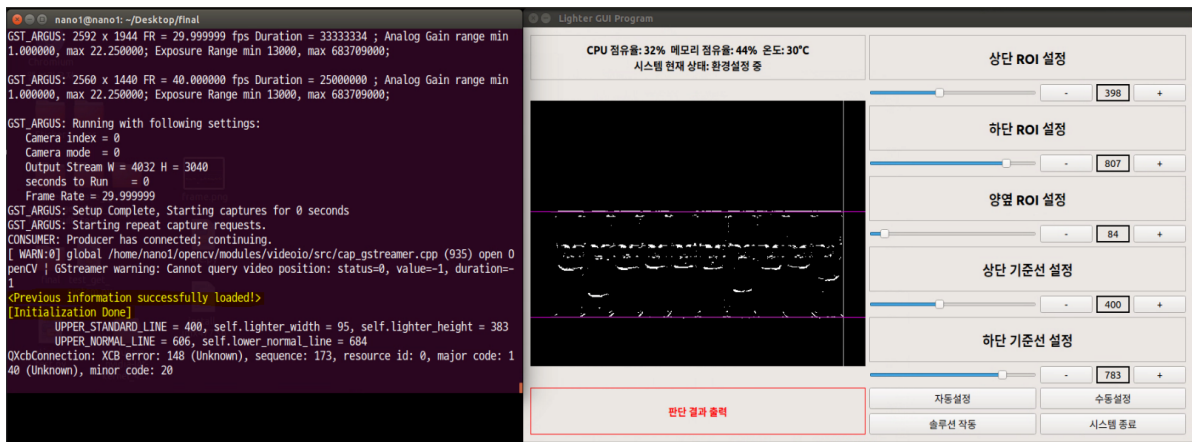 nano1@nano1: ~/Desktop/final
GST_ARGUS: 2592 x 1944 FR = 29.999999 fps Duration = 33333334 ; Analog Gain range min
1.000000, max 22.250000; Exposure Range min 13000, max 683709000;
GST_ARGUS: 2560 x 1440 FR = 40.000000 fps Duration = 25000000 ; Analog Gain range min
1.000000, max 22.250000; Exposure Range min 13000, max 683709000;
GST_ARGUS: Running with following settings:
Camera index = 0
Camera mode = 0
Output Stream W = 4032 H = 3040
seconds to Run = 0
Frame Rate = 29.999999
GST_ARGUS: Setup Complete, Starting captures for 0 seconds
GST_ARGUS: Starting repeat capture requests.
CONSUMER: Producer has connected; continuing.
[ WARN:0] global /home/nano1/opencv/modules/videoio/src/cap_gstreamer.cpp (935) open O
penCV | GStreamer warning: Cannot query video position: status=0, value=-1, duration=-
1
<Previous information successfully loaded!>
[Initialization Done]
UPPER_STANDARD_LINE = 400, self.lighter_width = 95, self.lighter_height = 383
UPPER_NORMAL_LINE = 606, self.lower_normal_line = 684
QXcbConnection: XCB error: 148 (Unknown), sequence: 173, resource id: 0, major code: 1
40 (Unknown), minor code: 20
Lighter GUI Program
CPU 점유율: 32% 메모리 점유율: 44% 온도: 30°C
시스템 현재 상태: 환경설정 중
판단 결과 출력
상단 ROI 설정
- 398 +
하단 ROI 설정
- 807 +
양옆 ROI 설정
- 84 +
상단 기준선 설정
- 400 +
하단 기준선 설정
- 783 +
자동설정 수동설정
솔루션 작동 시스템 종료